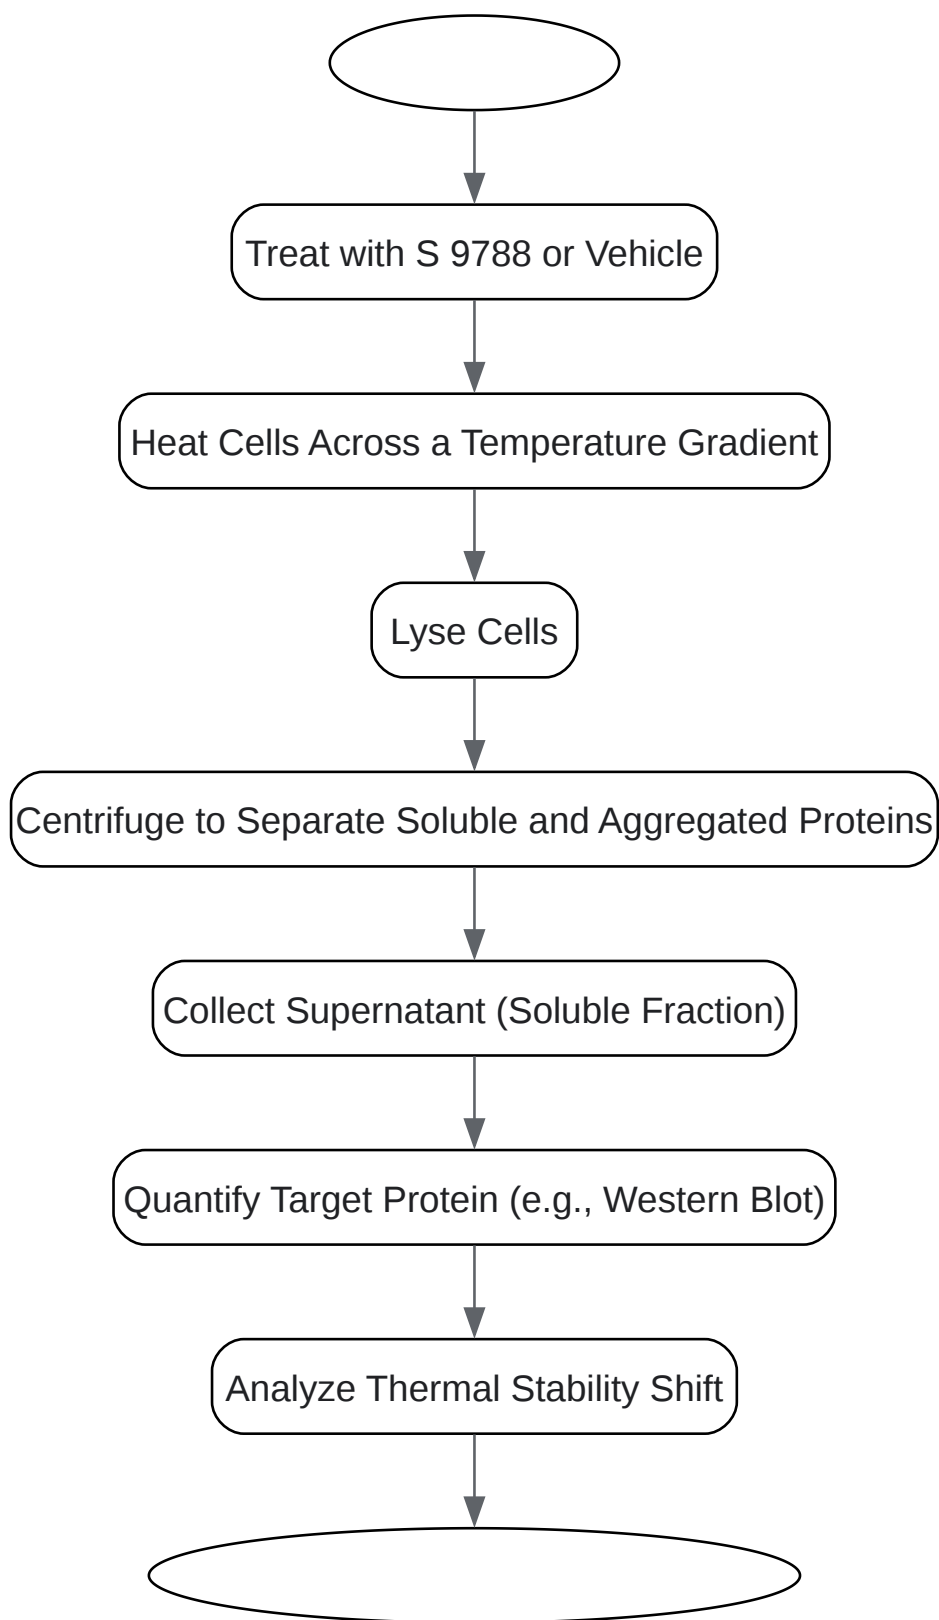 Treat with S 9788 or Vehicle
Heat Cells Across a Temperature Gradient
Lyse Cells
Centrifuge to Separate Soluble and Aggregated Proteins
Collect Supernatant (Soluble Fraction)
Quantify Target Protein (e.g., Western Blot)
Analyze Thermal Stability Shift